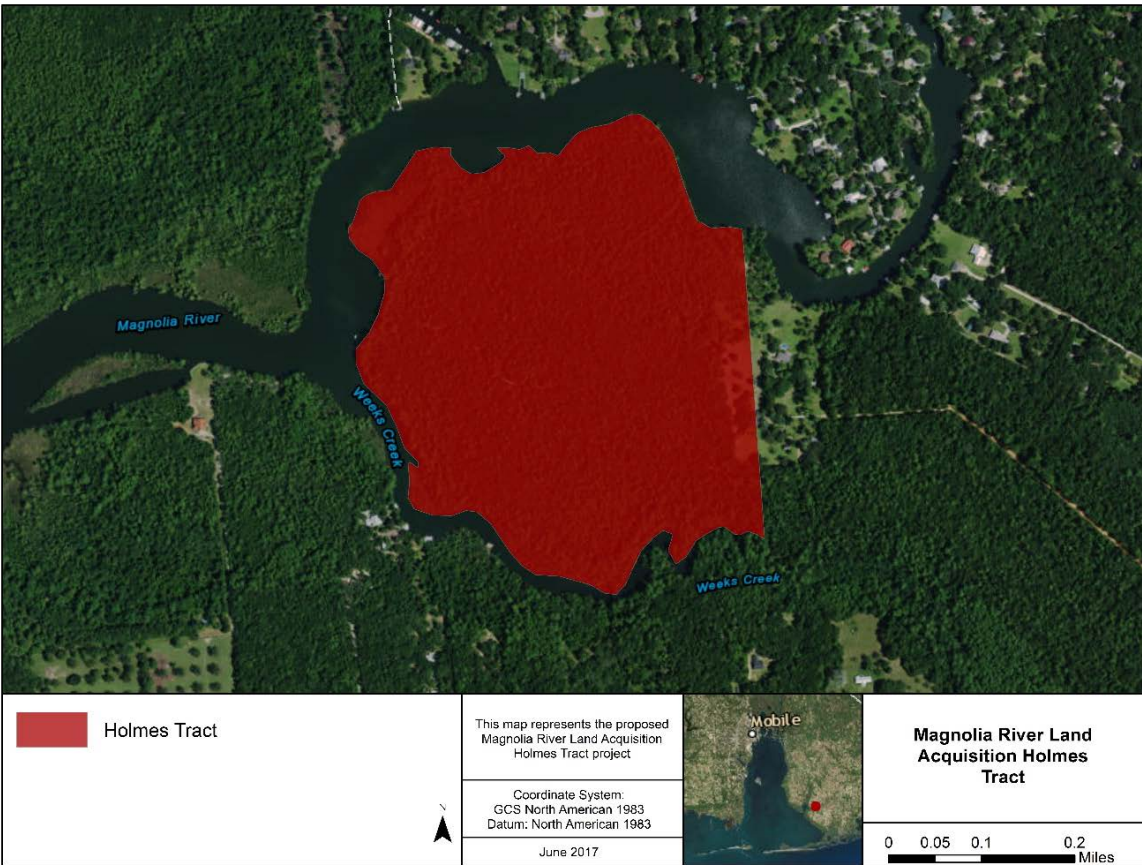 Magnolia River
Weeks Creek
Weeks Creek
Holmes Tract
N
This map represents the proposed
Magnolia River Land Acquisition
Holmes Tract project
Coordinate System:
GCS North American 1983
Datum: North American 1983
June 2017
Mobile
Magnolia River Land
Acquisition Holmes
Tract
0 0.05 0.1 0.2
Miles